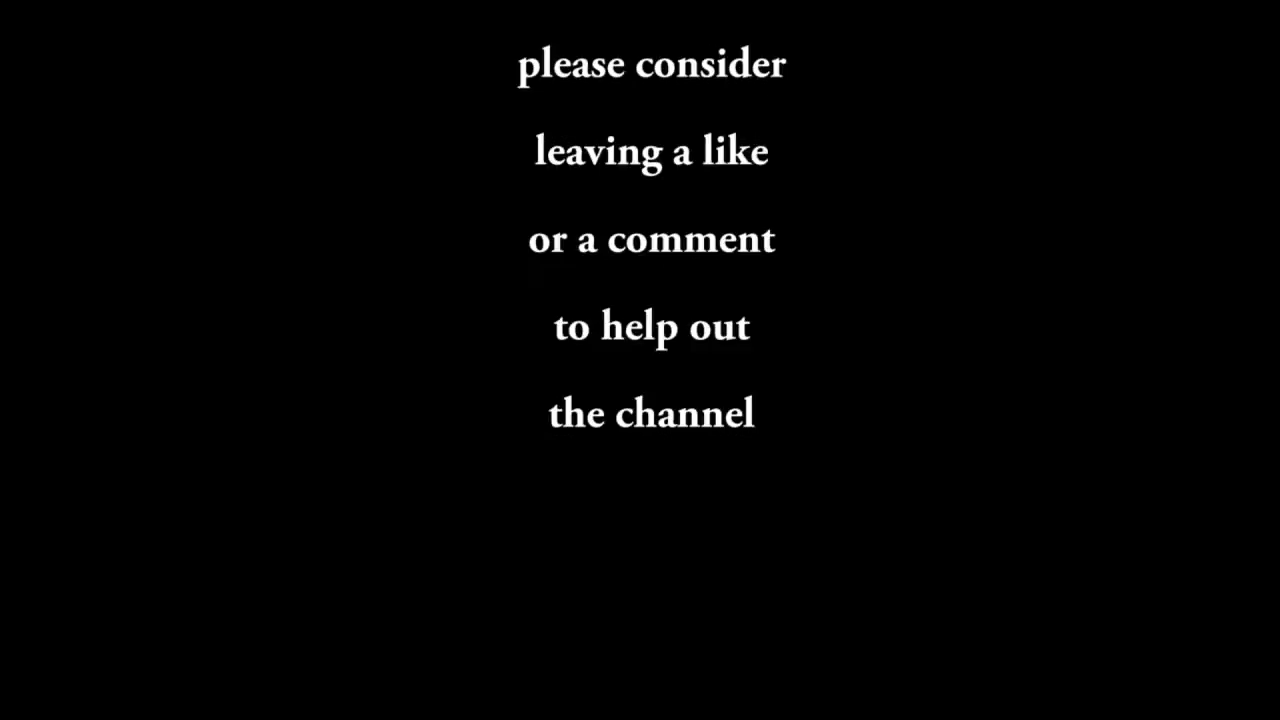 please consider
leaving a like
or a comment
to help out
the channel